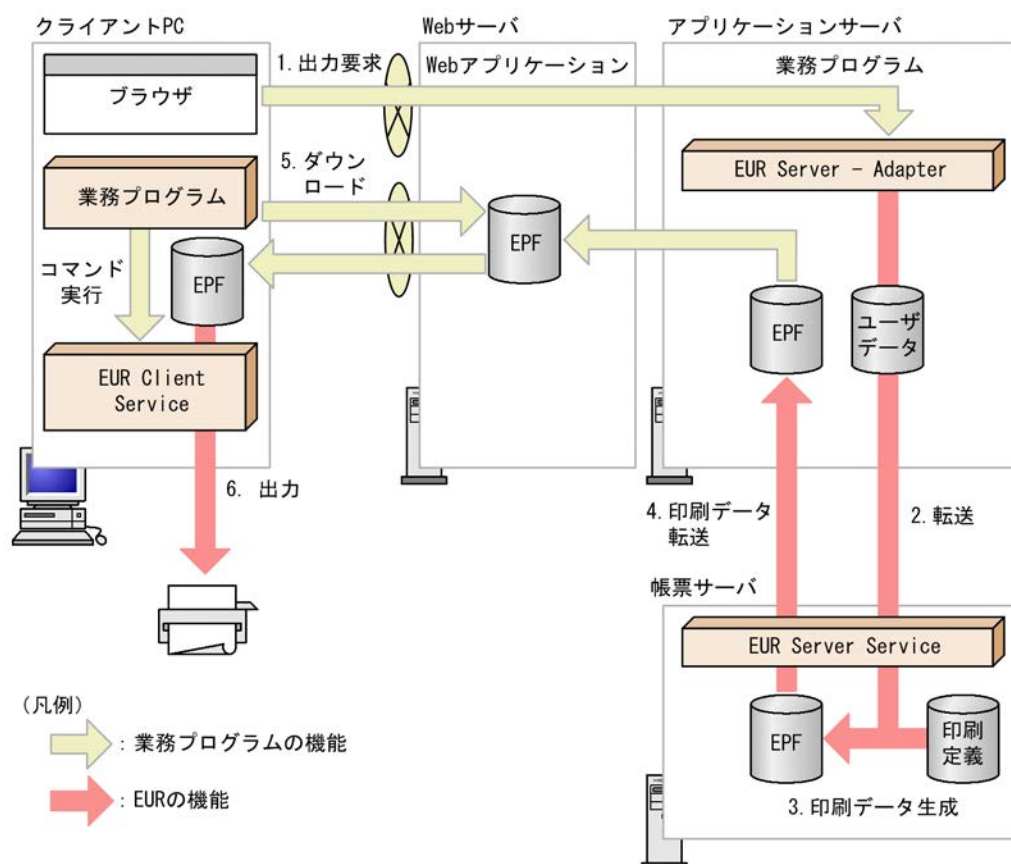 クライアントPC
Webサーバ
アプリケーションサーバ
ブラウザ
1. 出力要求
Webアプリケーション
業務プログラム
EUR Server － Adapter
業務プログラム
5. ダウン
ロード
コマンド
実行
EPF
EPF
EPF
ユーザ
データ
EUR Client
Service
6. 出力
4. 印刷データ
転送
2. 転送
帳票サーバ
EUR Server Service
EPF
印刷
定義
3. 印刷データ生成
(凡例)
: 業務プログラムの機能
: EURの機能